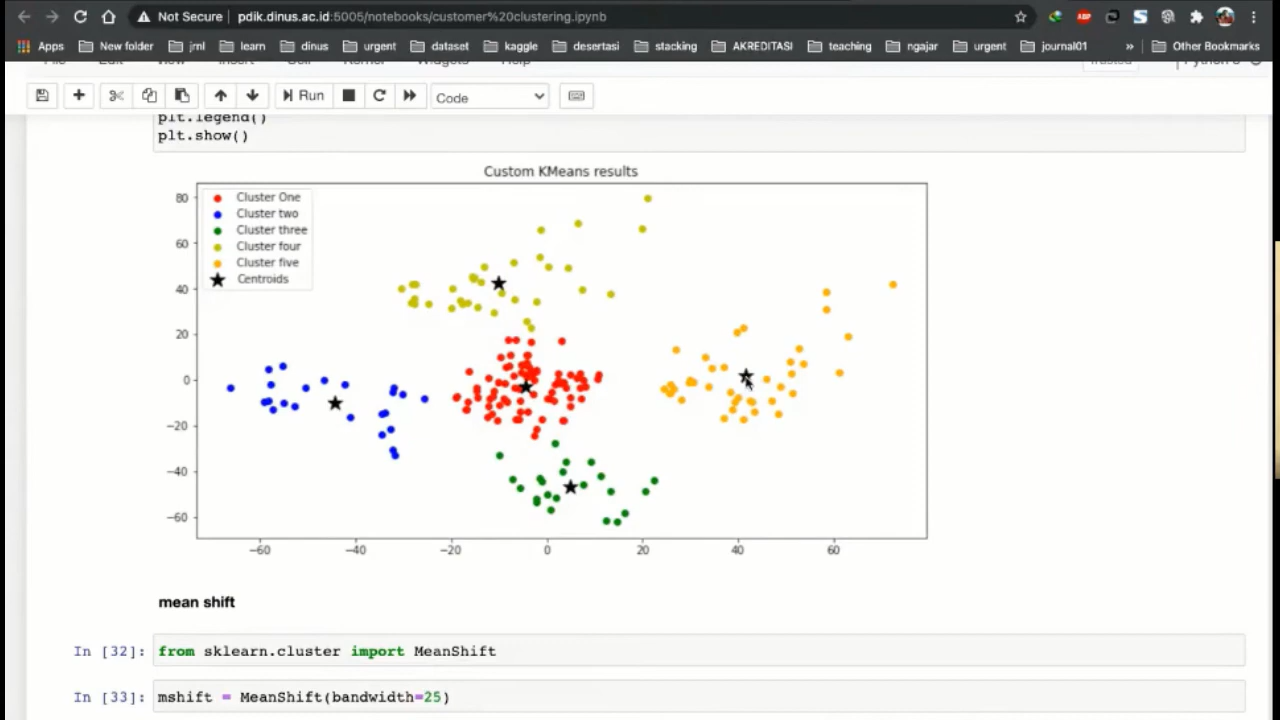 Not Secure pdik.dinus.ac.id:5005/notebooks/customer%20clustering.ipynb
Apps New folder jml learn dinus urgent dataset kaggle desertasi stacking AKREDITASI teaching ngajar urgent journal01 » Other Bookmarks
Run Code
plt.legend()
plt.show()
Custom KMeans results
Cluster One
Cluster two
Cluster three
Cluster four
Cluster five
Centroids
80
60
40
20
0
−20
−40
−60
−60 −40 −20 0 20 40 60
mean shift
In [32]: from sklearn.cluster import MeanShift
In [33]: mshift = MeanShift(bandwidth=25)